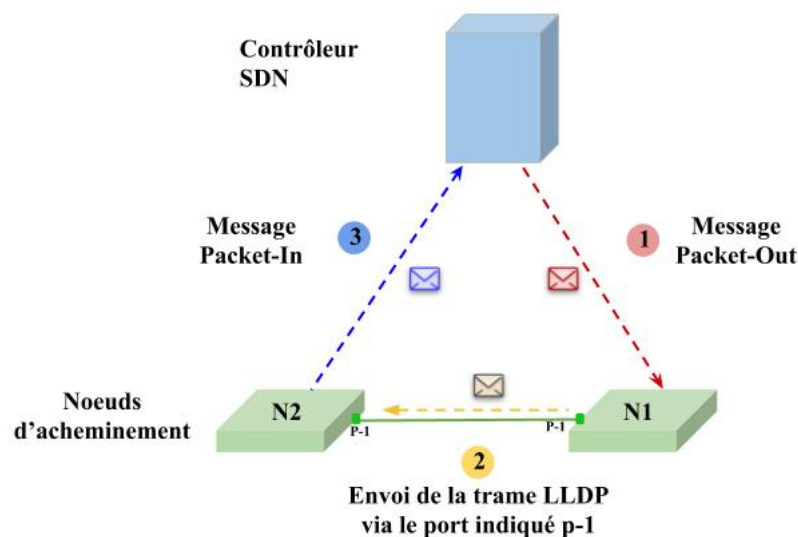 Contrôleur
SDN
Message
Packet-In
3
1
Message
Packet-Out
Noeuds
d'acheminement
N2
N1
P-1
P-1
2
Envoi de la trame LLDP
via le port indiqué p-1